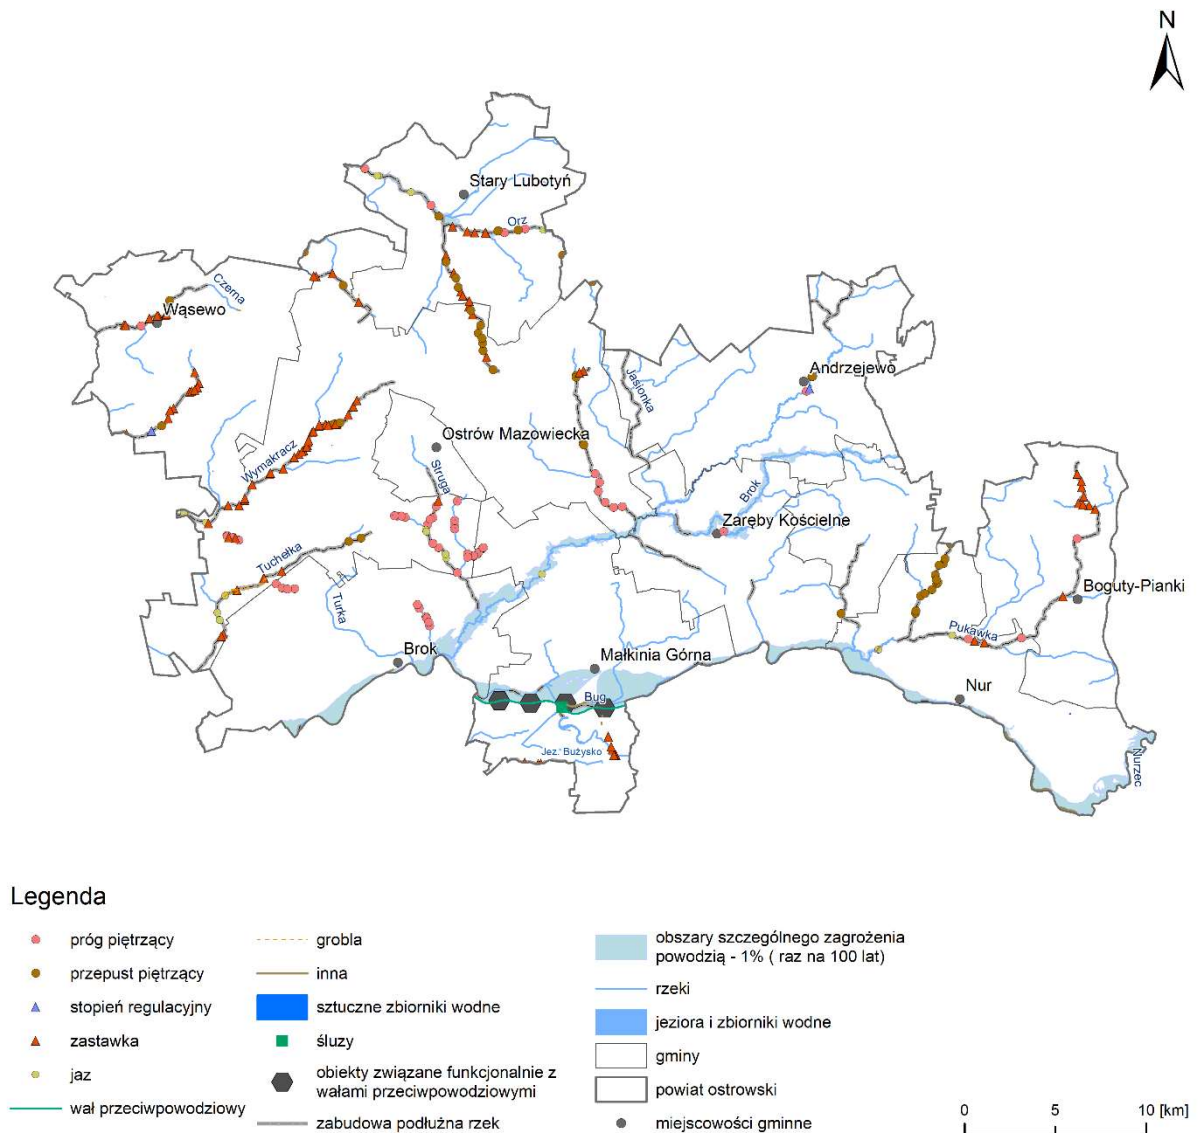 N
Stary Lubotyń
Orz
Czerna
Wąsewo
Andrzejewo
Jasionka
Ostrów Mazowiecka
Wymakracz
Struga
Brok
Zaręby Kościelne
Tuchełka
Turka
Boguty-Pianki
Pukawka
Brok
Małkinia Górna
Nur
Bug
Jez. Bużysko
Nurzec
Legenda
próg piętrzący
przepust piętrzący
stopień regulacyjny
zastawka
jaz
wał przeciwpowodziowy
grobla
inna
sztuczne zbiorniki wodne
śluzy
obiekty związane funkcjonalnie z
wałami przeciwpowodziowymi
zabudowa podłużna rzek
obszary szczególnego zagrożenia
powodzią - 1% ( raz na 100 lat)
rzeki
jeziora i zbiorniki wodne
gminy
powiat ostrowski
miejscowości gminne
0 5 10 [km]